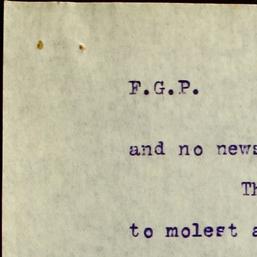 F.G.P.
and no news
Th
to molest a